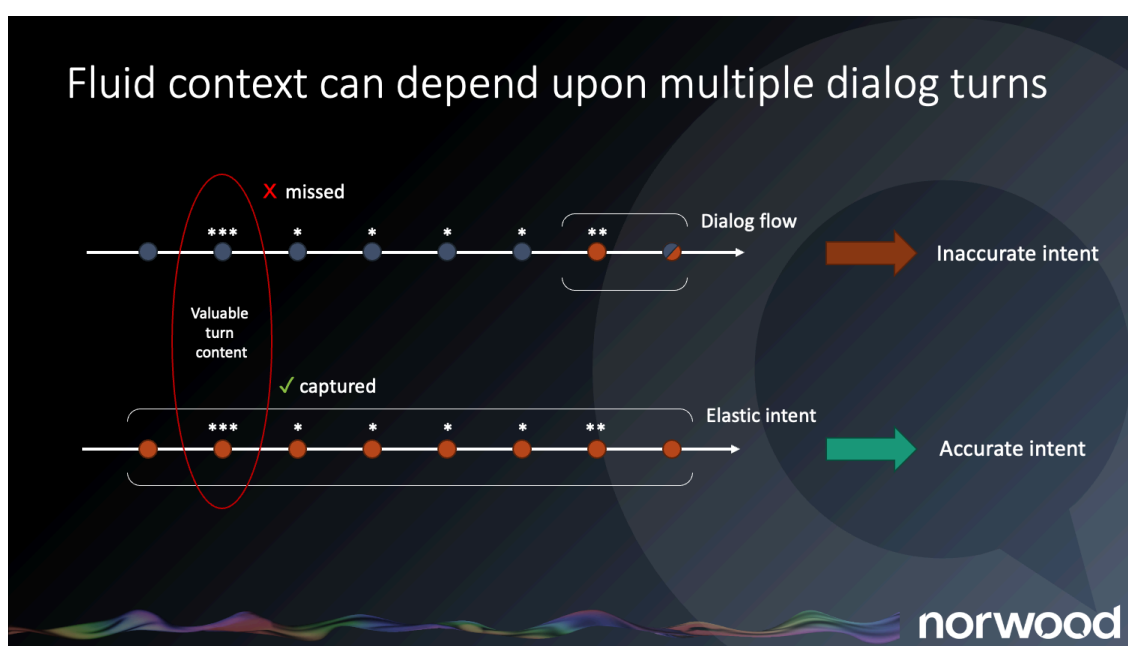 Fluid context can depend upon multiple dialog turns
X missed
*** * * * * **
Dialog flow
Inaccurate intent
Valuable
turn
content
✓ captured
Elastic intent
*** * * * * **
Accurate intent
norwood